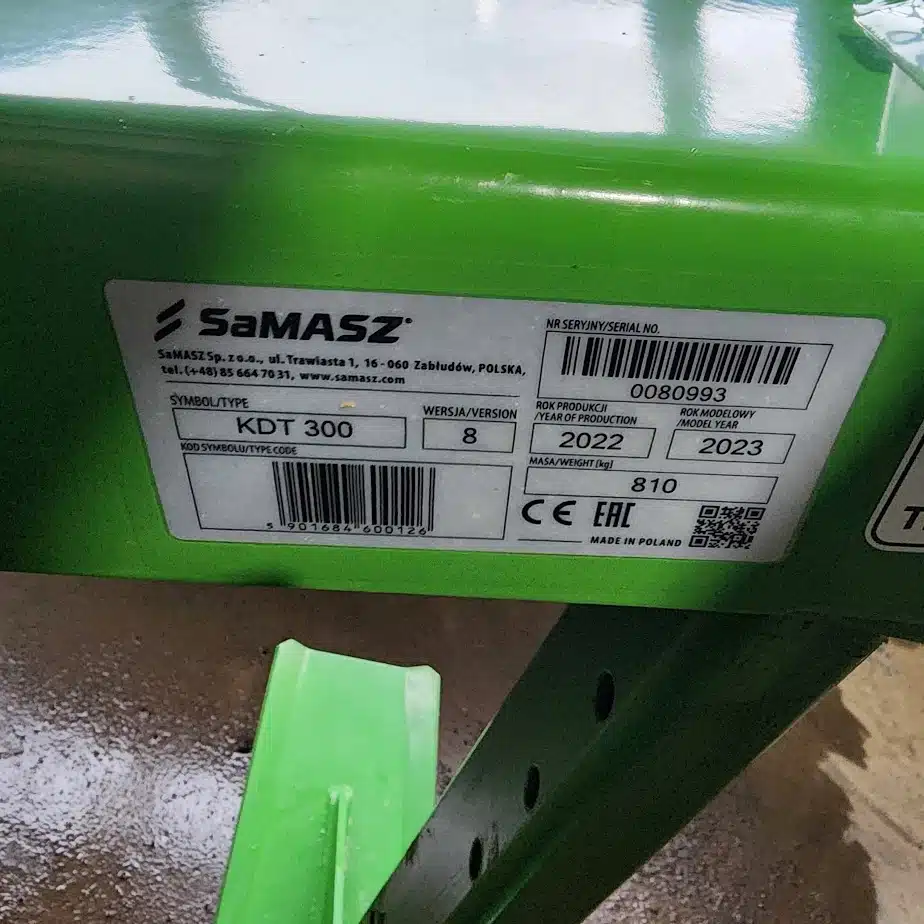 SaMASZ
SaMASZ Sp. z o.o., ul. Trawiasta 1, 16 - 060 Zabłudów, POLSKA,
tel. (+48) 85 664 70 31, www.samasz.com
SYMBOL/TYPE
KDT 300
WERSJA/VERSION
8
KOD SYMBOLU/TYPE CODE
5 901684 600126
NR SERYJNY/SERIAL NO.
0080993
ROK PRODUKCJI
/YEAR OF PRODUCTION
2022
ROK MODELOWY
/MODEL YEAR
2023
MASA/WEIGHT [kg]
810
CE EAC
MADE IN POLAND
T